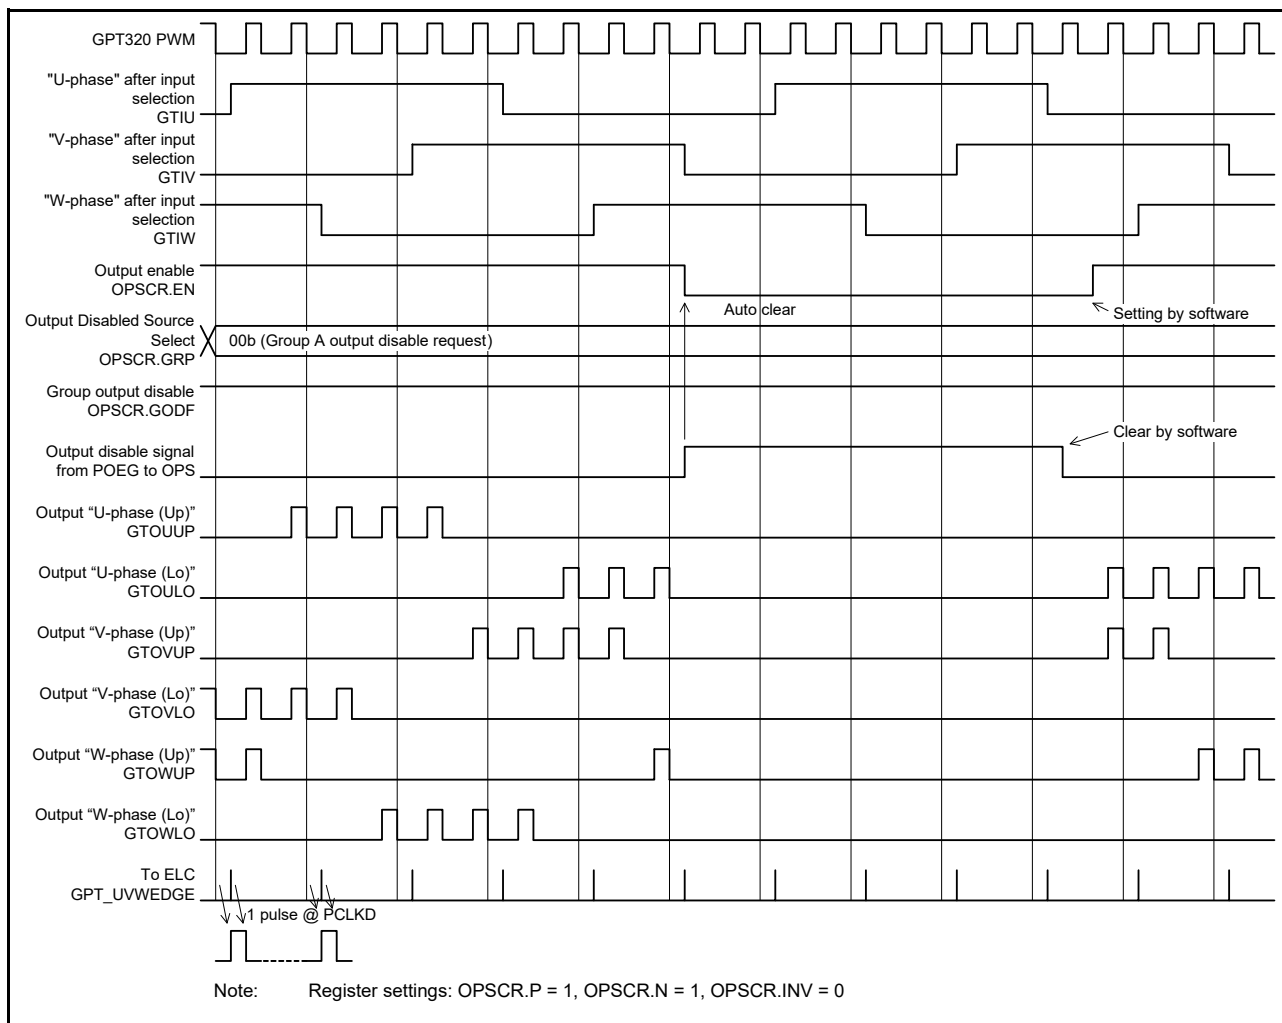 GPT320 PWM
"U-phase" after input
selection
GTIU
"V-phase" after input
selection
GTIV
"W-phase" after input
selection
GTIW
Output enable
OPSCR.EN
Auto clear
Setting by software
Output Disabled Source
Select
OPSCR.GRP
00b (Group A output disable request)
Group output disable
OPSCR.GODF
Clear by software
Output disable signal
from POEG to OPS
Output “U-phase (Up)”
GTOUUP
Output “U-phase (Lo)”
GTOULO
Output “V-phase (Up)”
GTOVUP
Output “V-phase (Lo)”
GTOVLO
Output “W-phase (Up)”
GTOWUP
Output “W-phase (Lo)”
GTOWLO
To ELC
GPT_UVWEDGE
1 pulse @ PCLKD
Note: Register settings: OPSCR.P = 1, OPSCR.N = 1, OPSCR.INV = 0